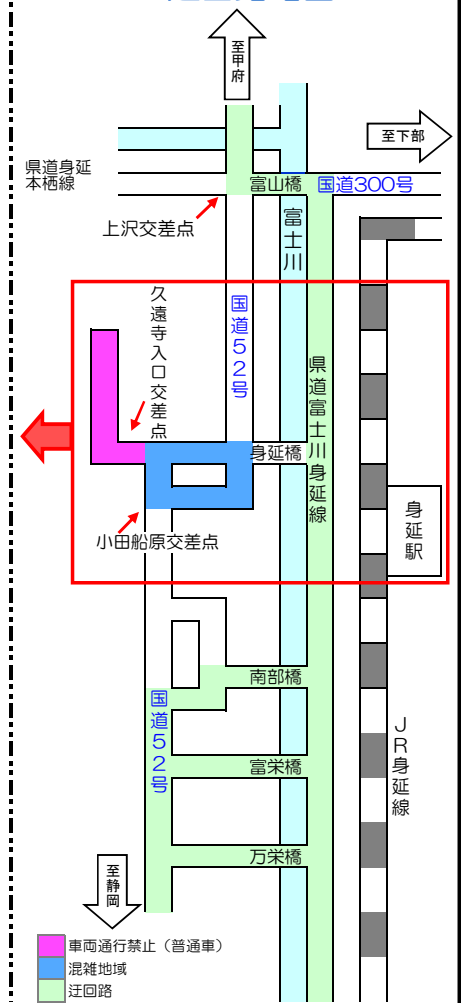 至甲府
至下部
県道身延
本栖線
富山橋
国道300号
上沢交差点
富士川
久遠寺入口交差点
国道52号
県道富士川身延線
身延橋
身延駅
小田船原交差点
南部橋
国道52号
JR身延線
富栄橋
万栄橋
至静岡
車両通行禁止（普通車）
混雑地域
迂回路